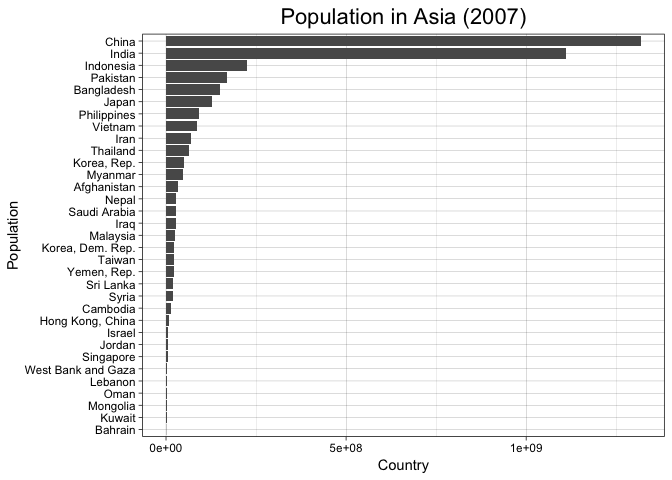 Population in Asia (2007)
Population
China
India
Indonesia
Pakistan
Bangladesh
Japan
Philippines
Vietnam
Iran
Thailand
Korea, Rep.
Myanmar
Afghanistan
Nepal
Saudi Arabia
Iraq
Malaysia
Korea, Dem. Rep.
Taiwan
Yemen, Rep.
Sri Lanka
Syria
Cambodia
Hong Kong, China
Israel
Jordan
Singapore
West Bank and Gaza
Lebanon
Oman
Mongolia
Kuwait
Bahrain
0e+00 5e+08 1e+09
Country